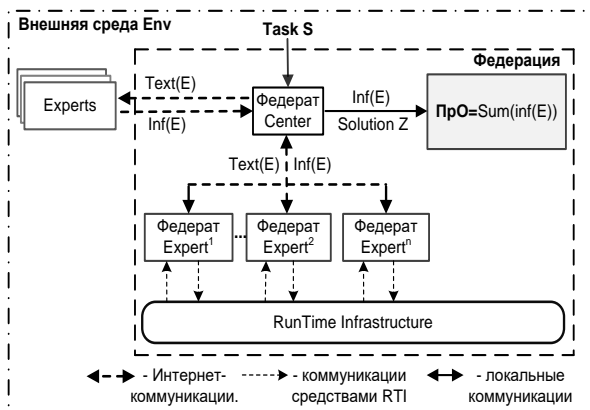 Внешняя среда Env
Task S
Федерация
Text(E)
Experts
Inf(E)
Федерат
Center
Inf(E)
Solution Z
ПрО=Sum(inf(E))
Text(E)
Inf(E)
Федерат
Expert1
...
Федерат
Expert2
Федерат
Expertn
RunTime Infrastructure
- Интернет-
коммуникации.
- коммуникации
средствами RTI
- локальные
коммуникации